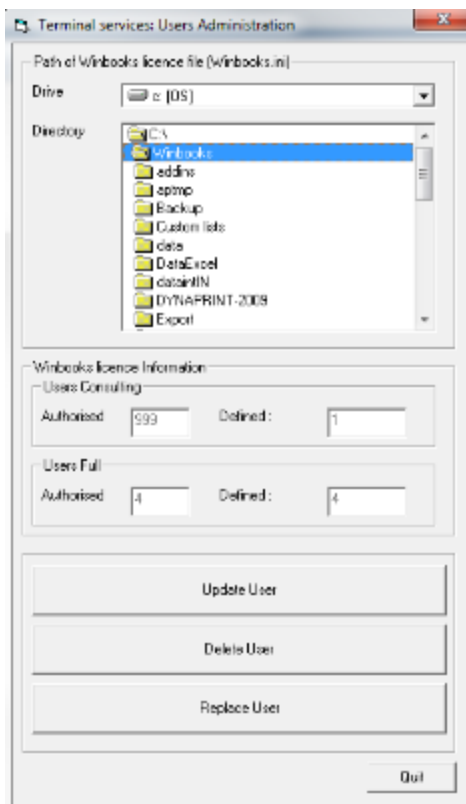 Terminal services: Users Administration
Path of Winbooks licence file (Winbooks.ini)
Drive
c: [OS]
Directory
C:\
Winbooks
addins
aptmp
Backup
Custom lists
data
DataExcel
dataintIN
DYNAPRINT-2009
Export
Winbooks licence Information
Users Consulting
Authorised 999 Defined : 1
Users Full
Authorised 4 Defined : 4
Update User
Delete User
Replace User
Quit